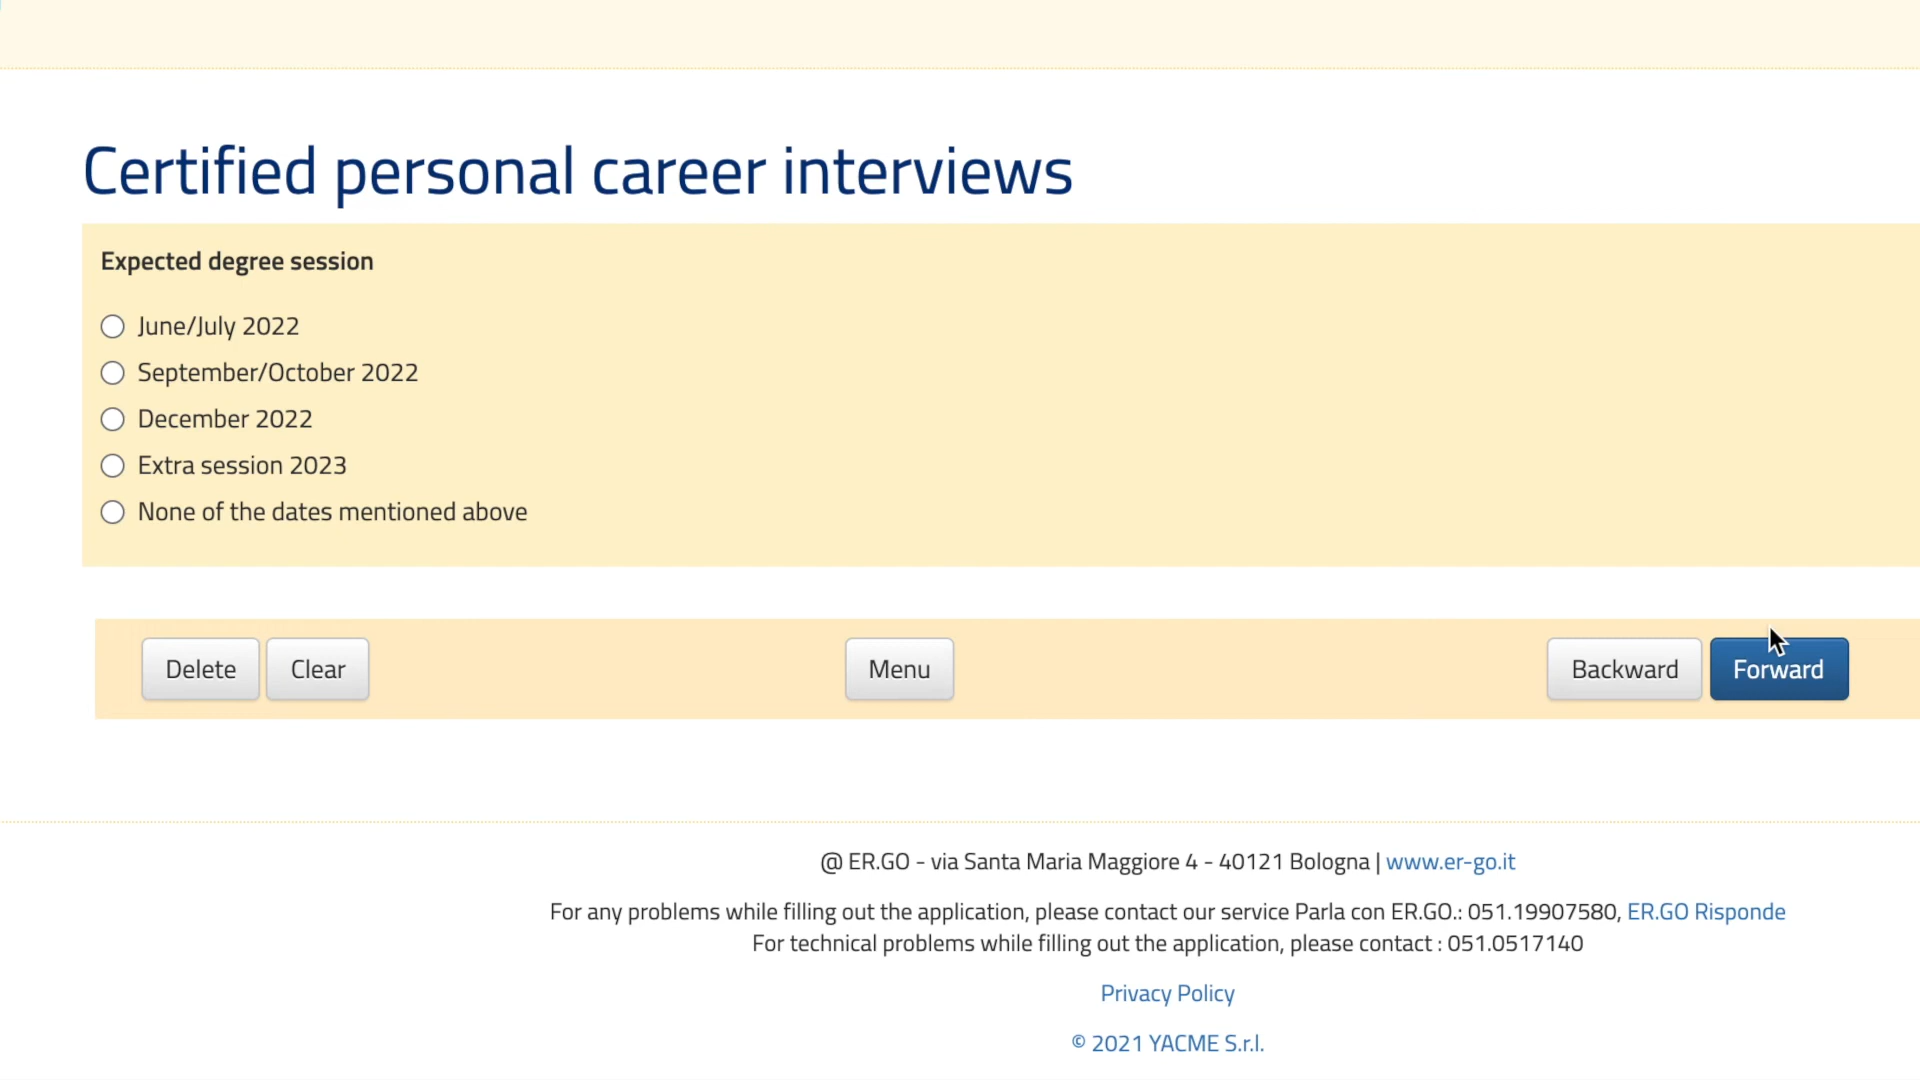 Certified personal career interviews
Expected degree session
June/July 2022
September/October 2022
December 2022
Extra session 2023
None of the dates mentioned above
Delete Clear Menu Backward Forward
@ ER.GO - via Santa Maria Maggiore 4 - 40121 Bologna | www.er-go.it
For any problems while filling out the application, please contact our service Parla con ER.GO.: 051.19907580, ER.GO Risponde
For technical problems while filling out the application, please contact : 051.0517140
Privacy Policy
© 2021 YACME S.r.l.